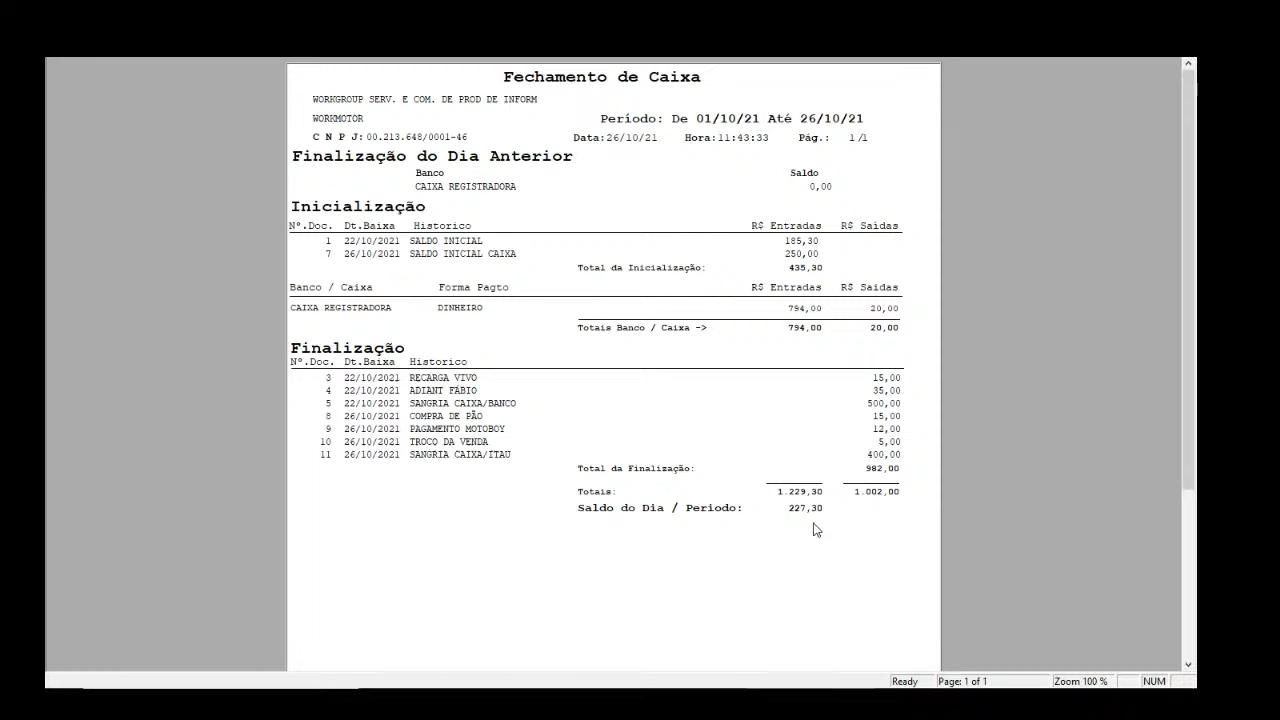 Fechamento de Caixa
WORKGROUP SERV. E COM. DE PROD DE INFORM
WORKMOTOR Período: De 01/10/21 Até 26/10/21
C N P J: 00.213.648/0001-46 Data:26/10/21 Hora:11:43:33 Pág.: 1/1
Finalização do Dia Anterior
Banco Saldo
CAIXA REGISTRADORA 0,00
Inicialização
Nº.Doc. Dt.Baixa Historico R$ Entradas R$ Saídas
1 22/10/2021 SALDO INICIAL 185,30
7 26/10/2021 SALDO INICIAL CAIXA 250,00
Total da Inicialização: 435,30
Banco / Caixa Forma Pagto R$ Entradas R$ Saídas
CAIXA REGISTRADORA DINHEIRO 794,00 20,00
Totais Banco / Caixa -> 794,00 20,00
Finalização
Nº.Doc. Dt.Baixa Historico
3 22/10/2021 RECARGA VIVO 15,00
4 22/10/2021 ADIANT FÁBIO 35,00
5 22/10/2021 SANGRIA CAIXA/BANCO 500,00
8 26/10/2021 COMPRA DE PÃO 15,00
9 26/10/2021 PAGAMENTO MOTOBOY 12,00
10 26/10/2021 TROCO DA VENDA 5,00
11 26/10/2021 SANGRIA CAIXA/ITAU 400,00
Total da Finalização: 982,00
Totais: 1.229,30 1.002,00
Saldo do Dia / Periodo: 227,30
Ready Page: 1 of 1 Zoom 100 % NUM